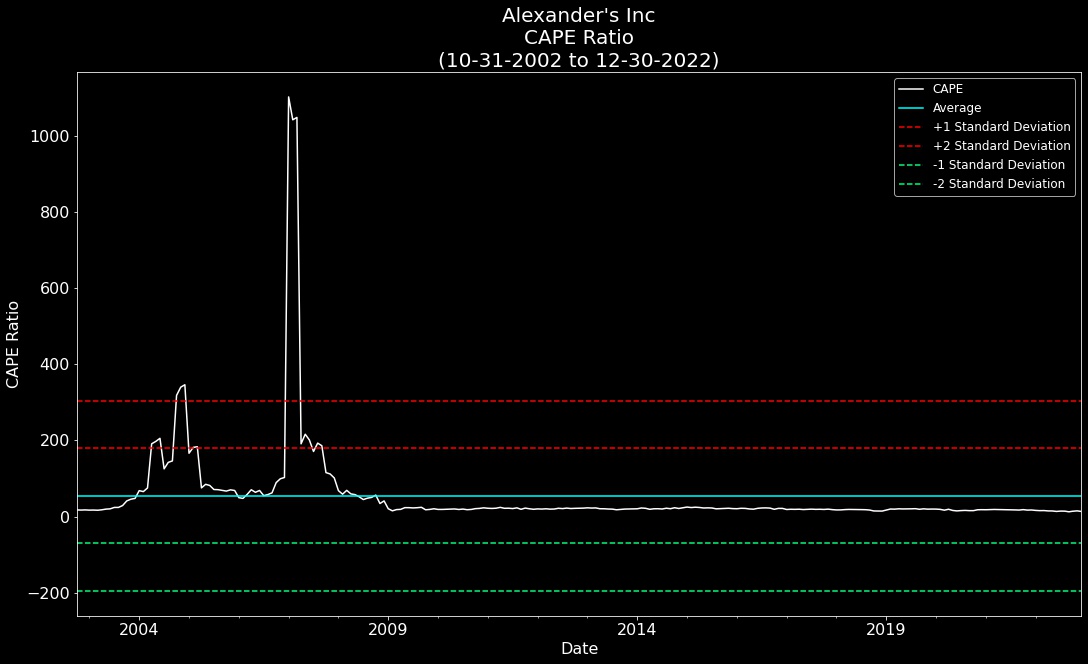 Alexander's Inc
CAPE Ratio
(10-31-2002 to 12-30-2022)
CAPE
Average
+1 Standard Deviation
+2 Standard Deviation
-1 Standard Deviation
-2 Standard Deviation
CAPE Ratio
1000
800
600
400
200
0
−200
2004
2009
2014
2019
Date